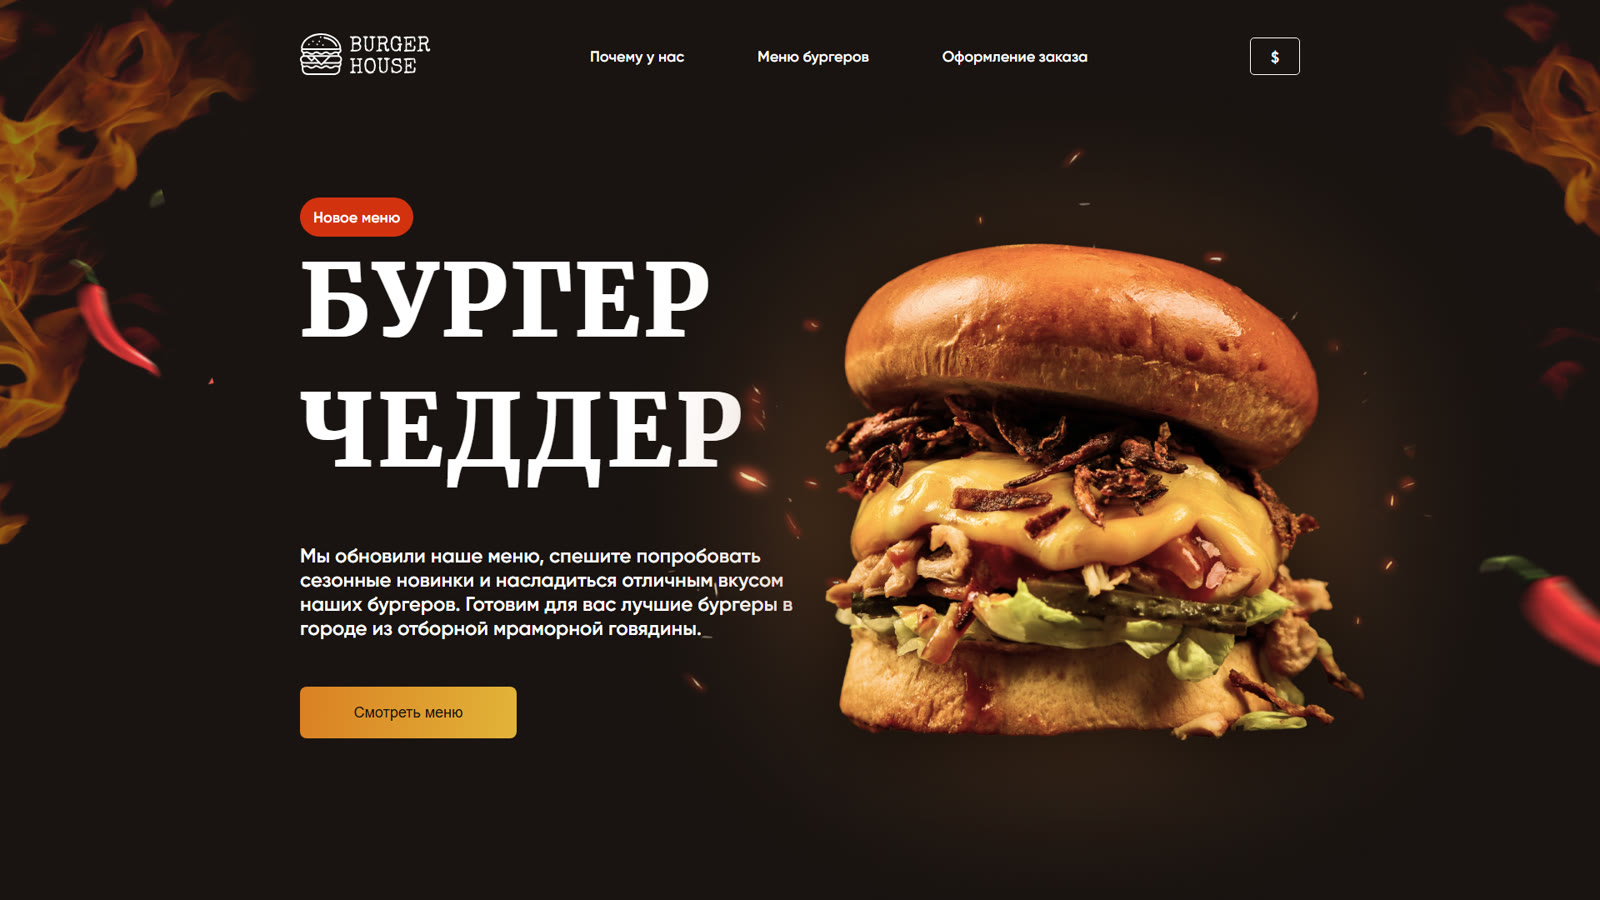 BURGER
HOUSE
Почему у нас
Меню бургеров
Оформление заказа
$
Новое меню
БУРГЕР
ЧЕДДЕР
Мы обновили наше меню, спешите попробовать
сезонные новинки и насладиться отличным вкусом
наших бургеров. Готовим для вас лучшие бургеры в
городе из отборной мраморной говядины.
Смотреть меню